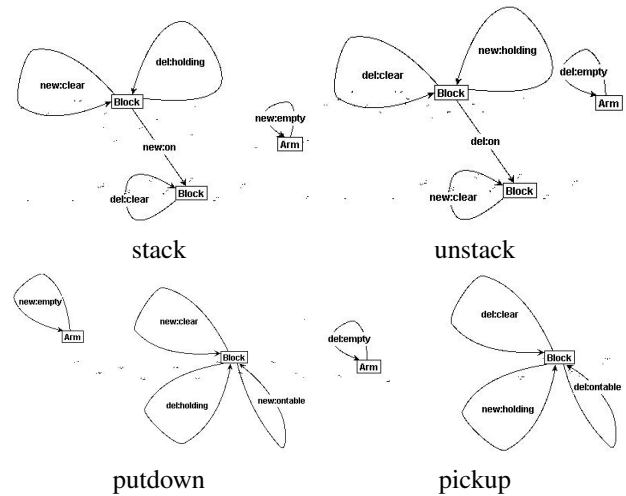 del:holding
new:clear
Block
new:empty
Arm
new:on
del:clear
Block
stack
new:holding
del:clear
del:empty
Block
Arm
del:on
new:clear
Block
unstack
new:empty
Arm
new:clear
Block
del:holding
new:ontable
putdown
del:clear
del:empty
Arm
Block
new:holding
del:ontable
pickup